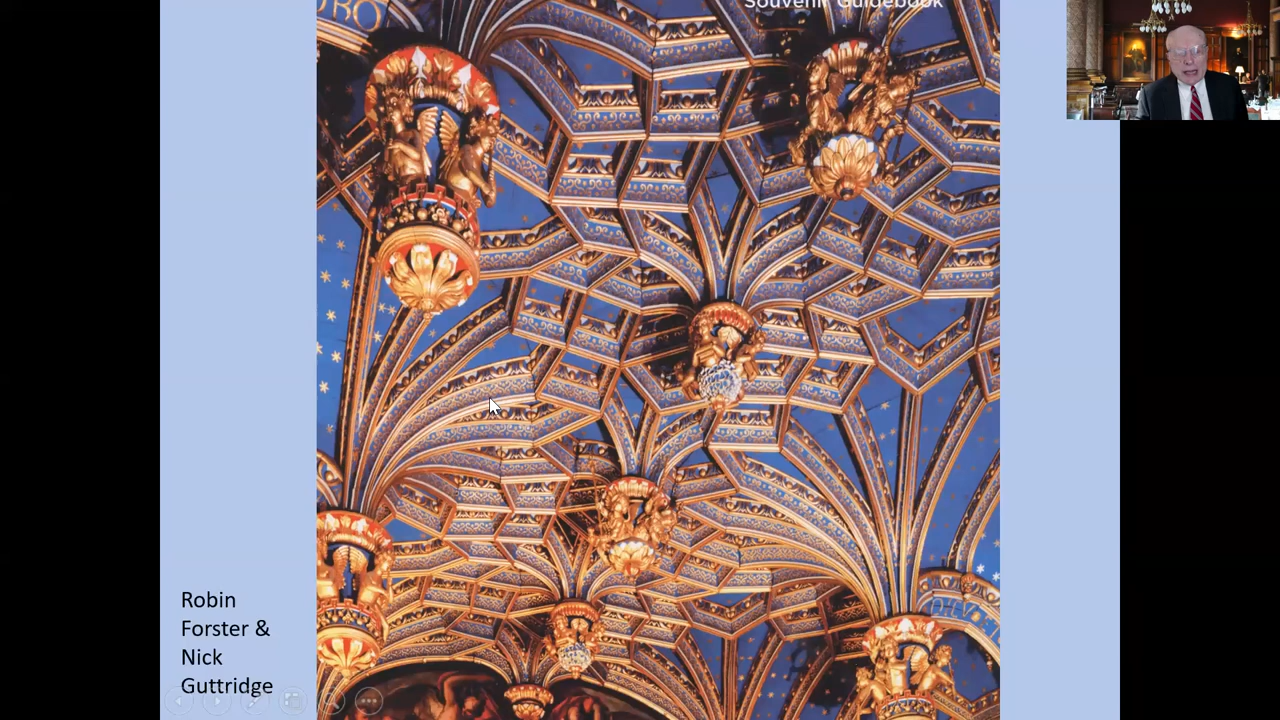 Souvenir Guidebook
Robin
Forster &
Nick
Guttridge